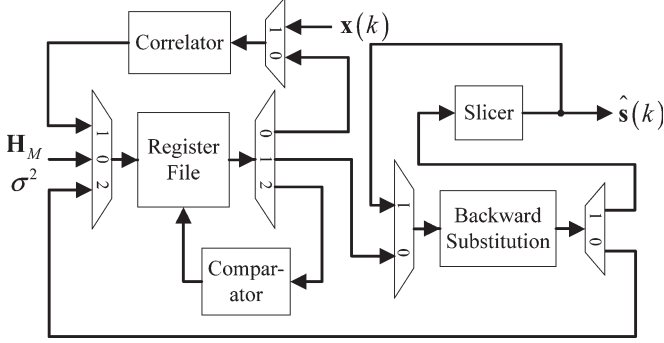 Correlator
1
0
x(k)
H_M
σ²
1
0
2
Register
File
0
1
2
Compar-
ator
1
0
Backward
Substitution
1
0
Slicer
ŝ(k)